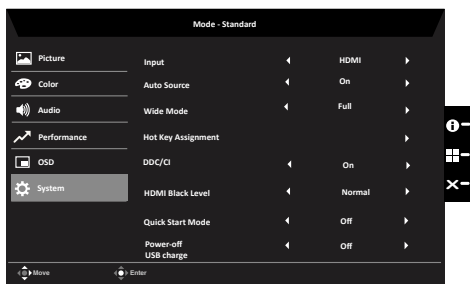 Mode - Standard
Picture
Color
Audio
Performance
OSD
System
Input HDMI
Auto Source On
Wide Mode Full
Hot Key Assignment
DDC/CI On
HDMI Black Level Normal
Quick Start Mode Off
Power-off Off
USB charge
Move Enter